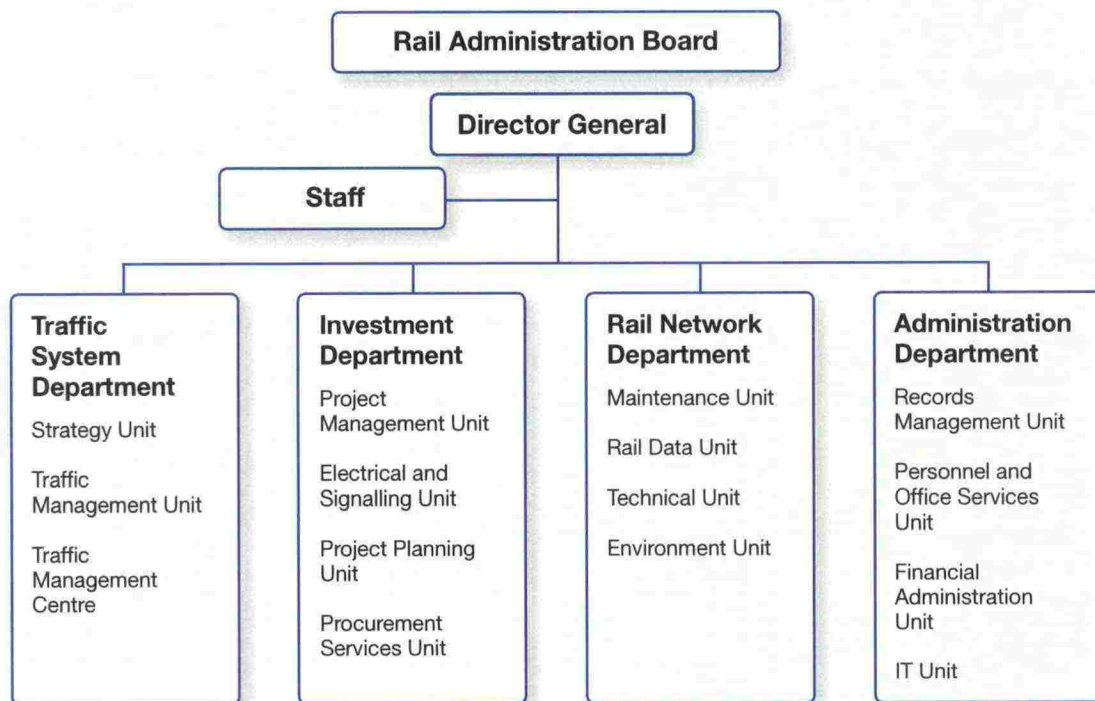 Rail Administration Board
Director General
Staff
Traffic
System
Department
Strategy Unit
Traffic
Management Unit
Traffic
Management
Centre
Investment
Department
Project
Management Unit
Electrical and
Signalling Unit
Project Planning
Unit
Procurement
Services Unit
Rail Network
Department
Maintenance Unit
Rail Data Unit
Technical Unit
Environment Unit
Administration
Department
Records
Management Unit
Personnel and
Office Services
Unit
Financial
Administration
Unit
IT Unit